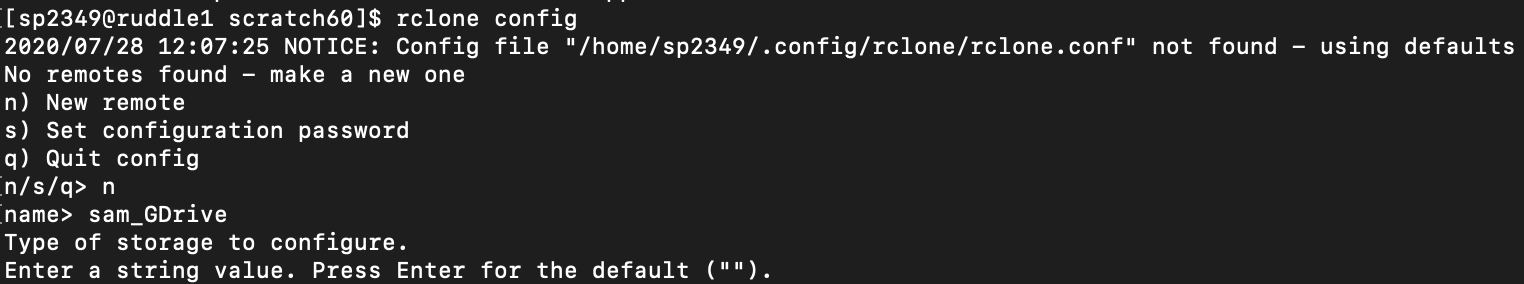 [sp2349@ruddle1 scratch60]$ rclone config
2020/07/28 12:07:25 NOTICE: Config file "/home/sp2349/.config/rclone/rclone.conf" not found – using defaults
No remotes found – make a new one
n) New remote
s) Set configuration password
q) Quit config
n/s/q> n
name> sam_GDrive
Type of storage to configure.
Enter a string value. Press Enter for the default ("").